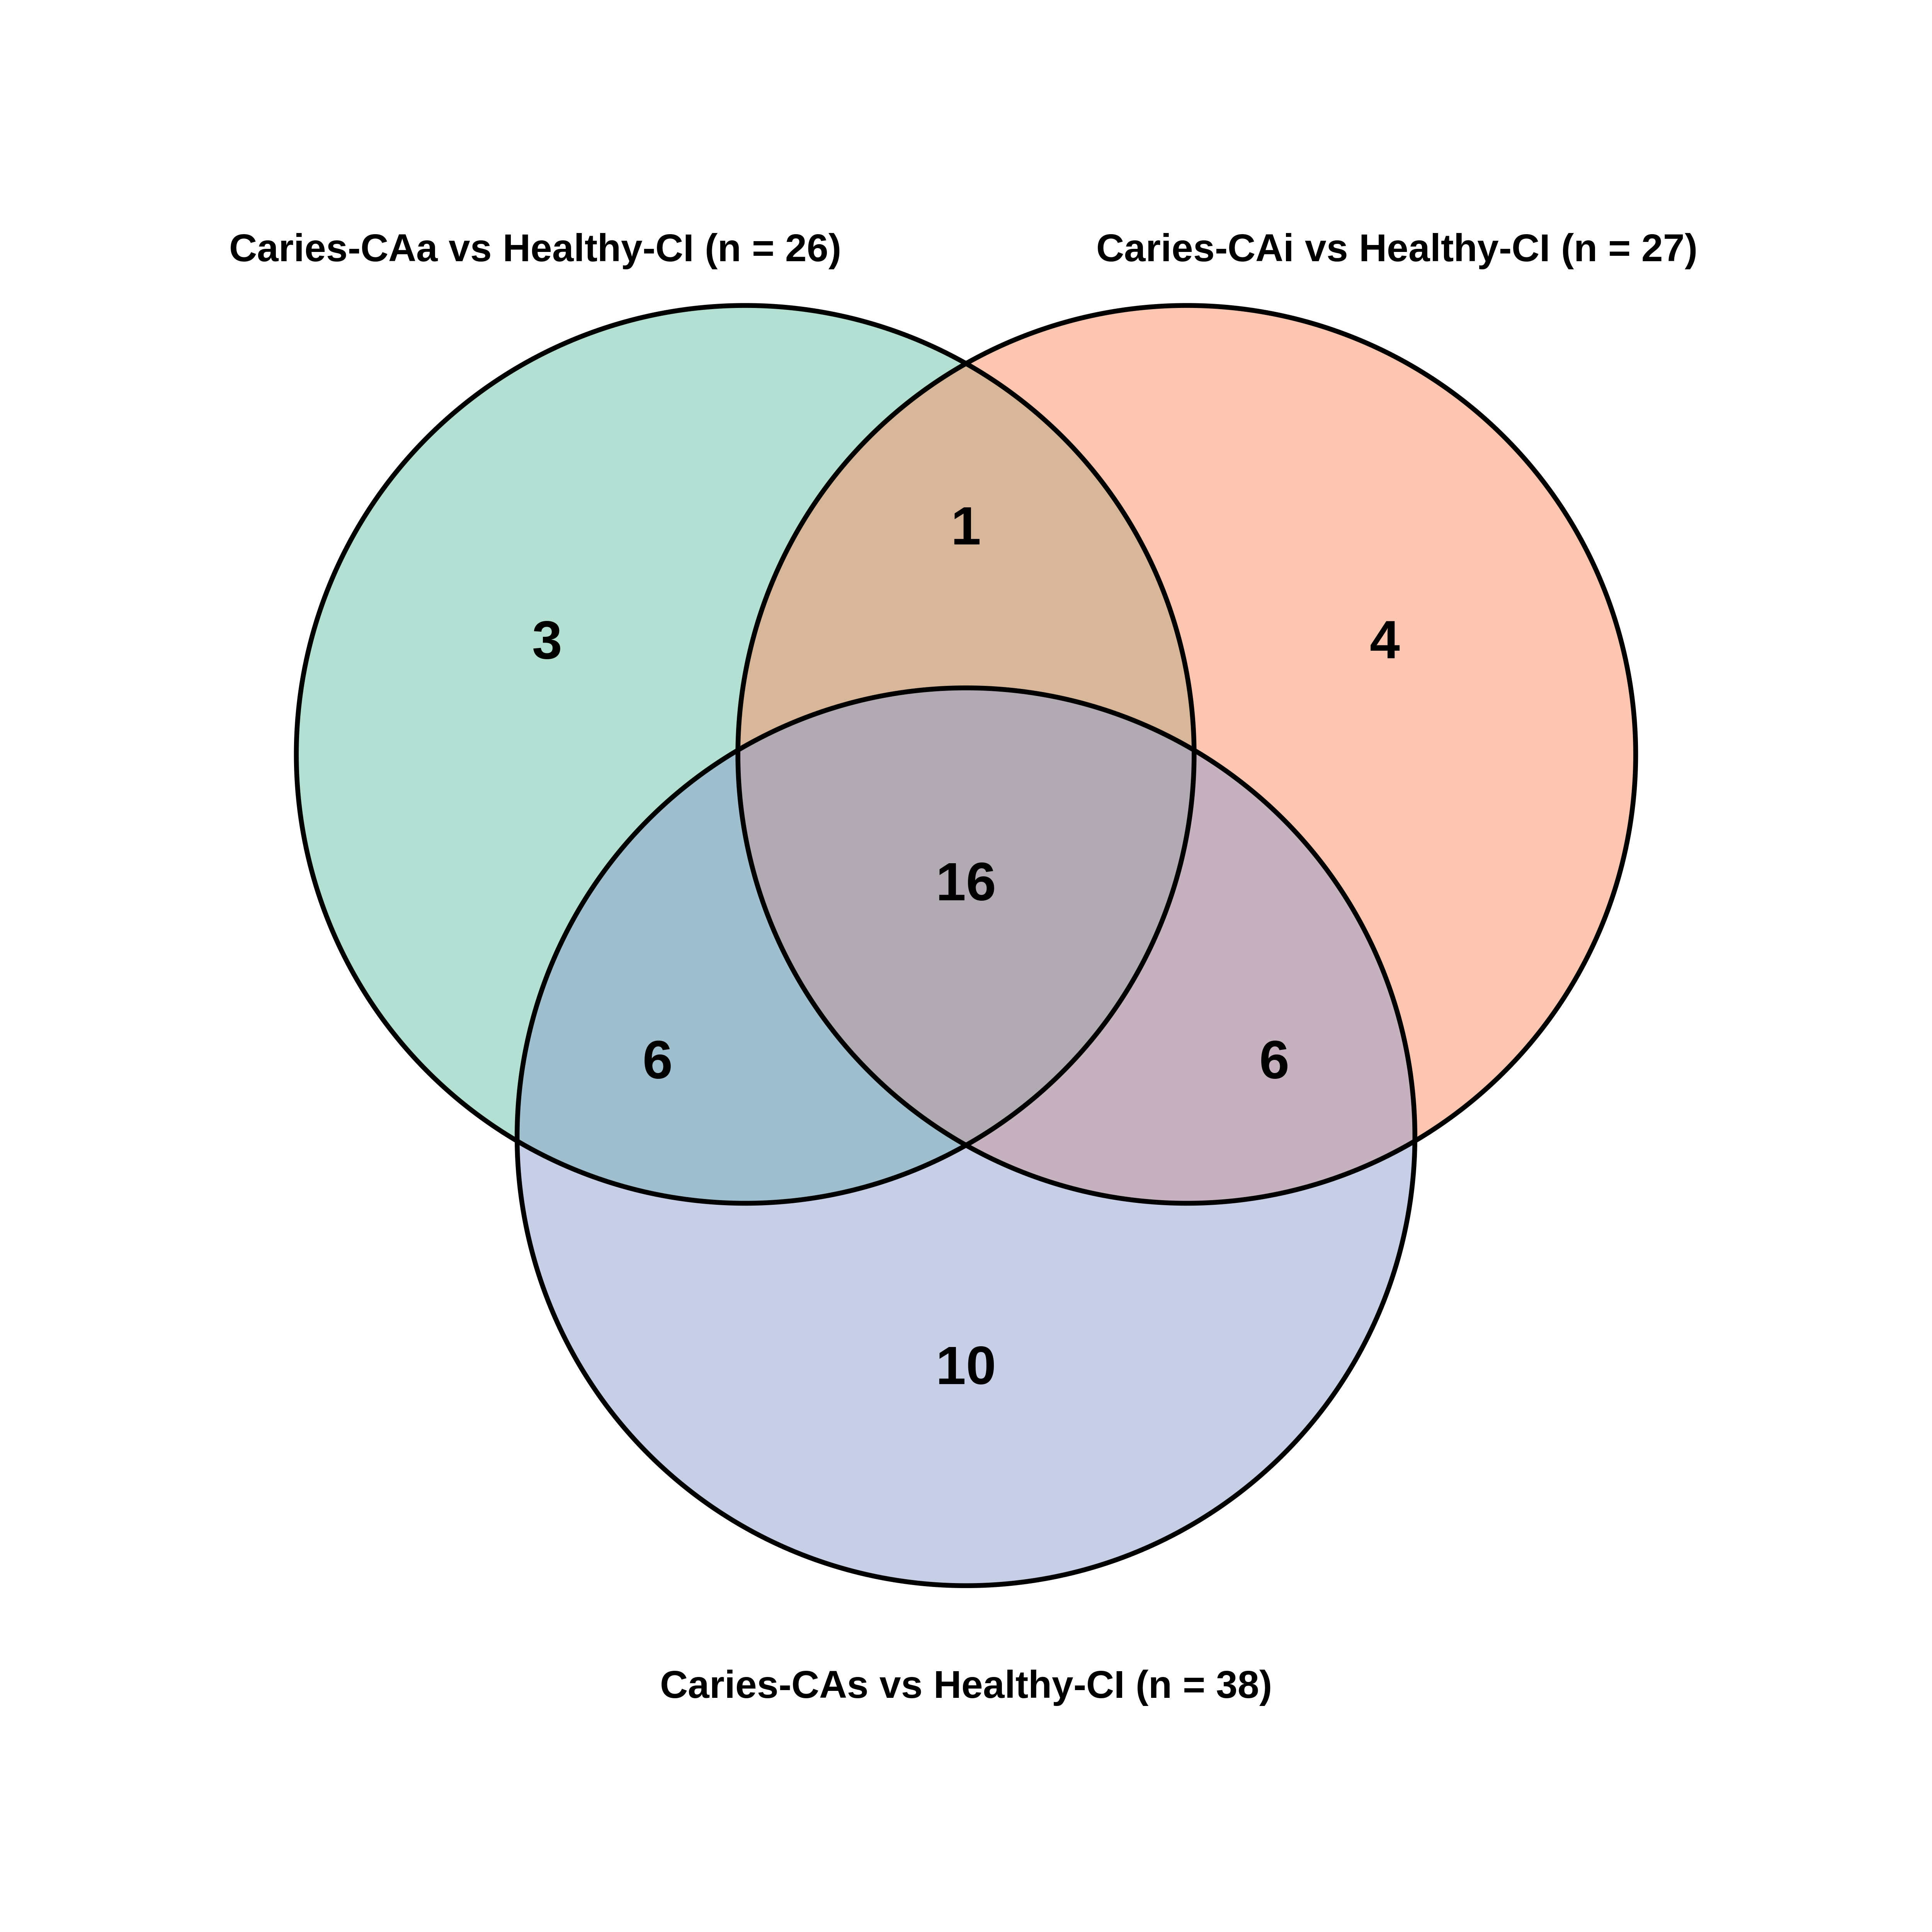 Caries-CAa vs Healthy-CI (n = 26)
Caries-CAi vs Healthy-CI (n = 27)
1
3
4
16
6
6
10
Caries-CAs vs Healthy-CI (n = 38)